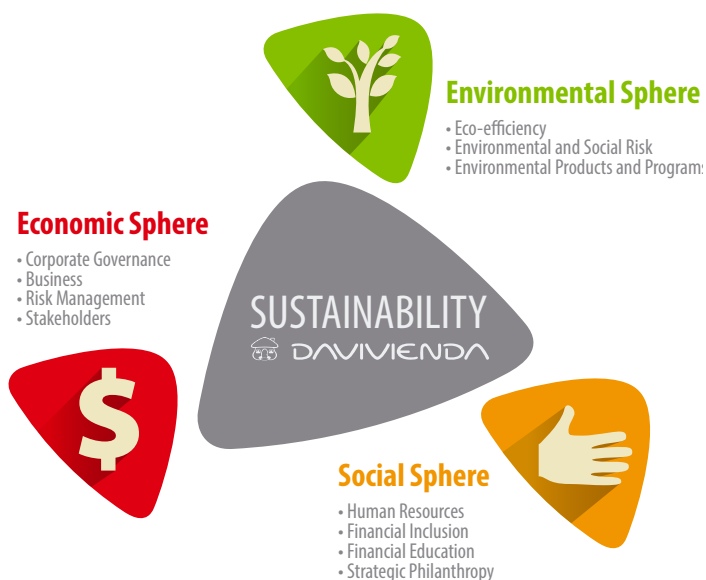 Environmental Sphere
• Eco-efficiency
• Environmental and Social Risk
• Environmental Products and Programs
Economic Sphere
• Corporate Governance
• Business
• Risk Management
• Stakeholders
SUSTAINABILITY
DAVIVIENDA
$
Social Sphere
• Human Resources
• Financial Inclusion
• Financial Education
• Strategic Philanthropy